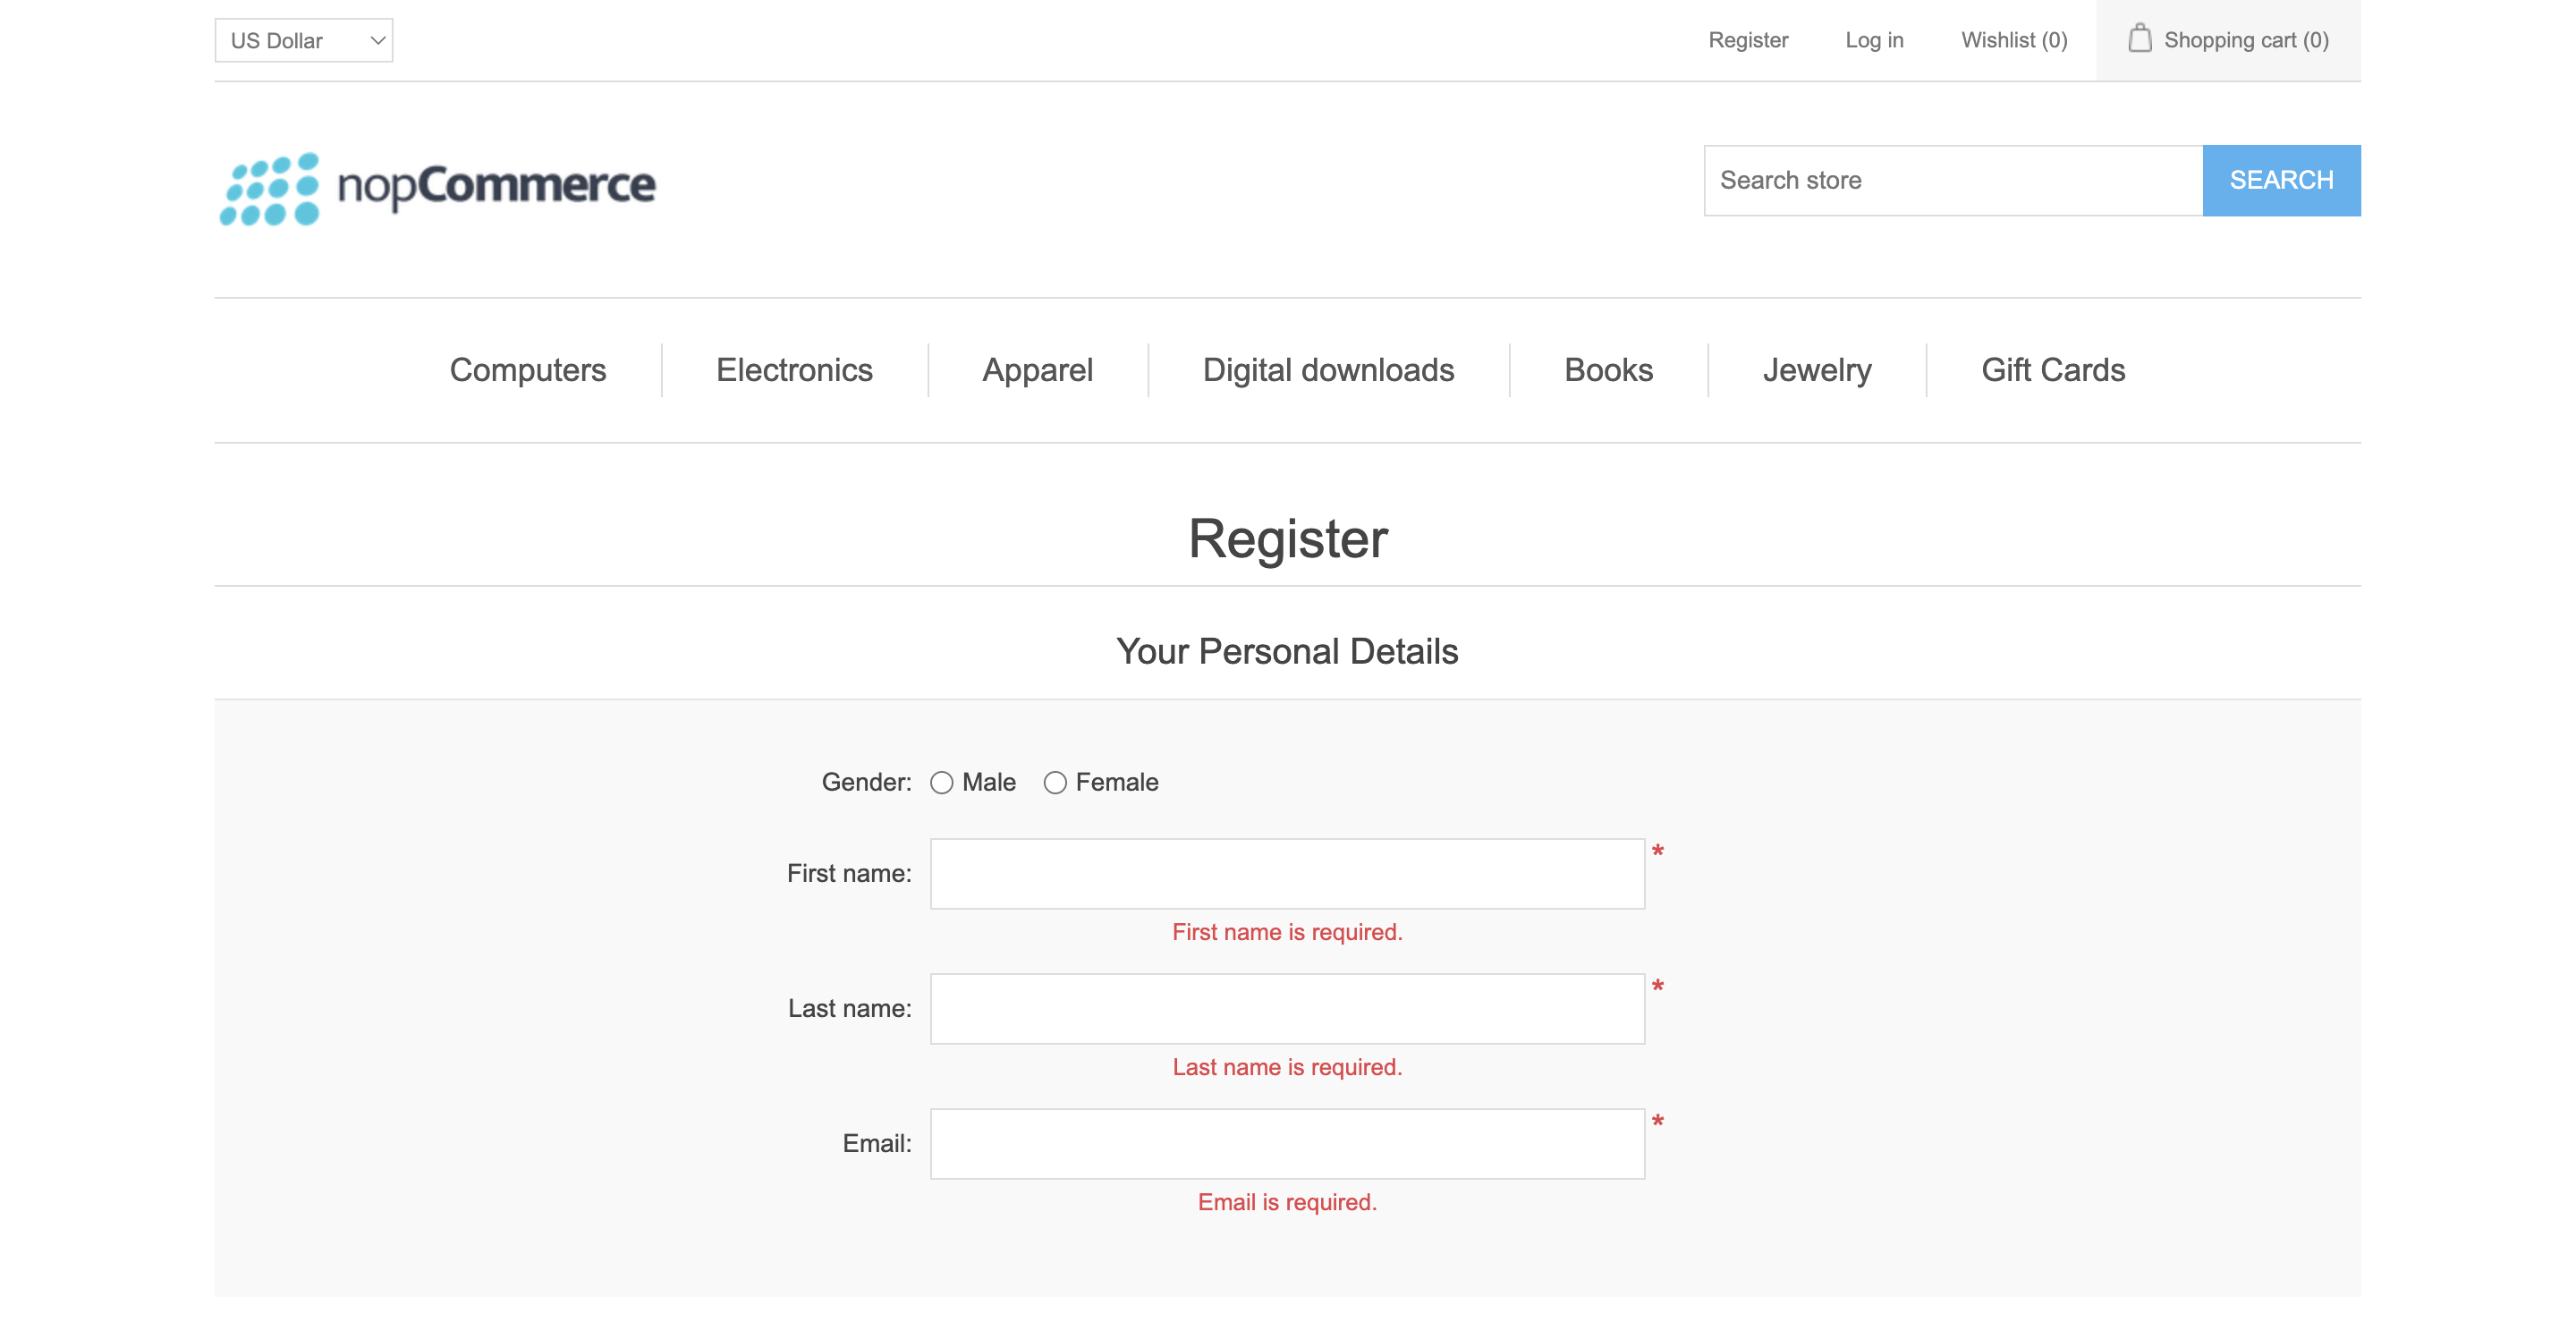 US Dollar
Register Log in Wishlist (0) Shopping cart (0)
nopCommerce
Search store SEARCH
Computers Electronics Apparel Digital downloads Books Jewelry Gift Cards
Register
Your Personal Details
Gender: Male Female
First name: *
First name is required.
Last name: *
Last name is required.
Email: *
Email is required.